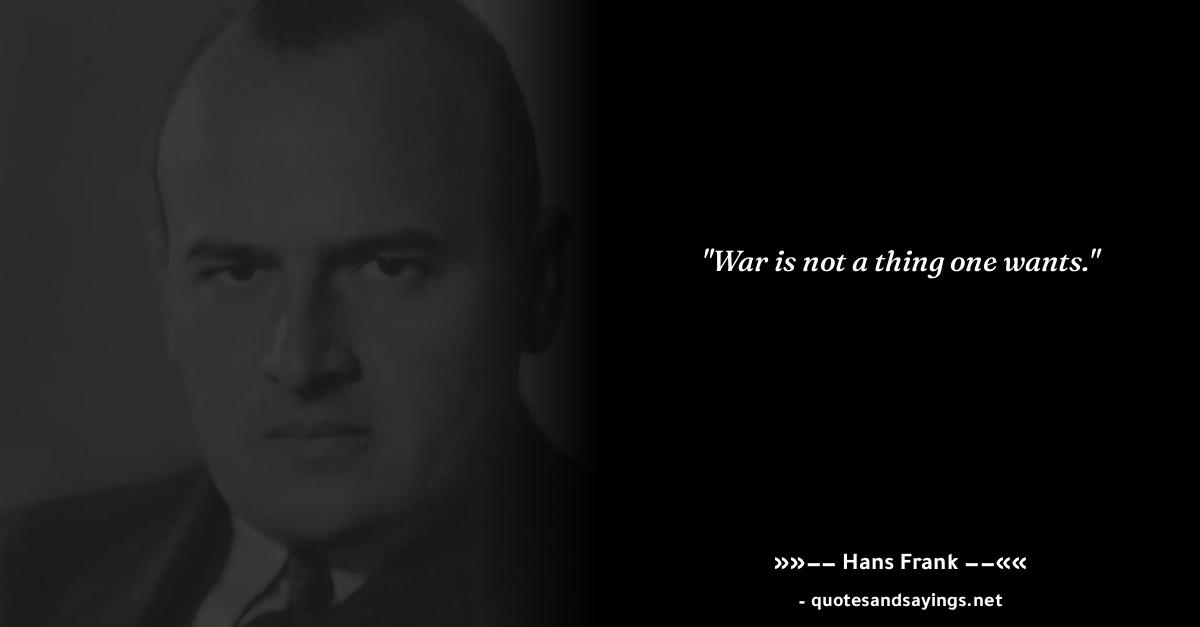 "War is not a thing one wants."
»»–– Hans Frank ––««
- quotesandsayings.net